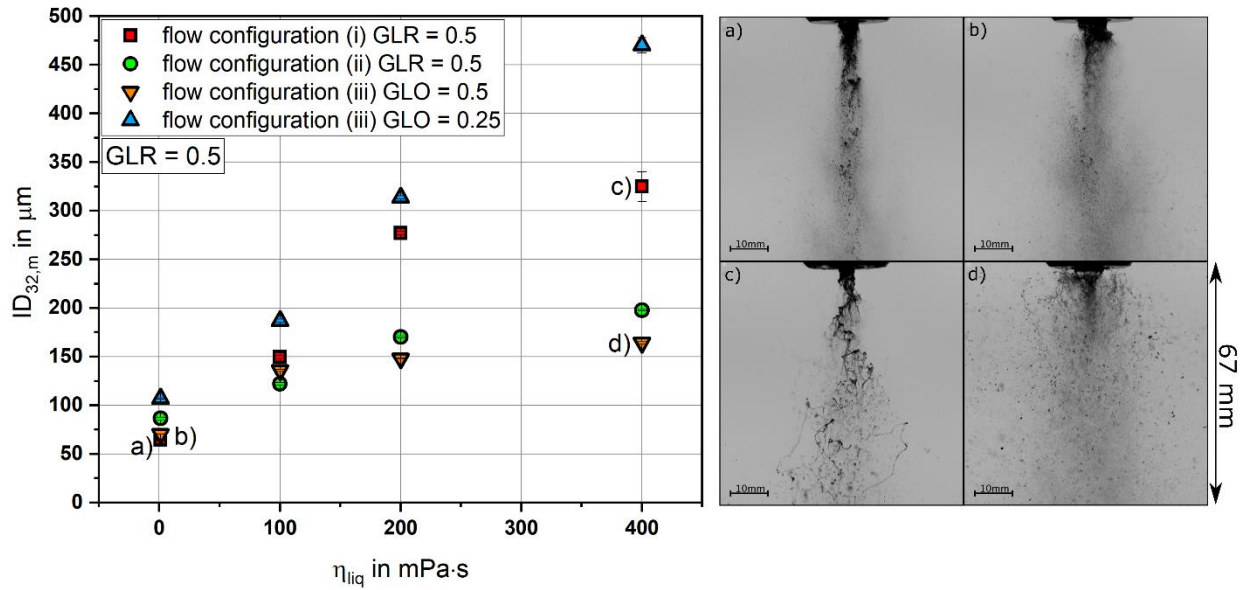 500
450
400
350
300
250
200
150
100
50
0
ID32,m in μm
flow configuration (i) GLR = 0.5
flow configuration (ii) GLR = 0.5
flow configuration (iii) GLO = 0.5
flow configuration (iii) GLO = 0.25
GLR = 0.5
c)
d)
a)
b)
0 100 200 300 400
ηliq in mPa·s
a)
10mm
b)
10mm
c)
10mm
d)
10mm
67 mm